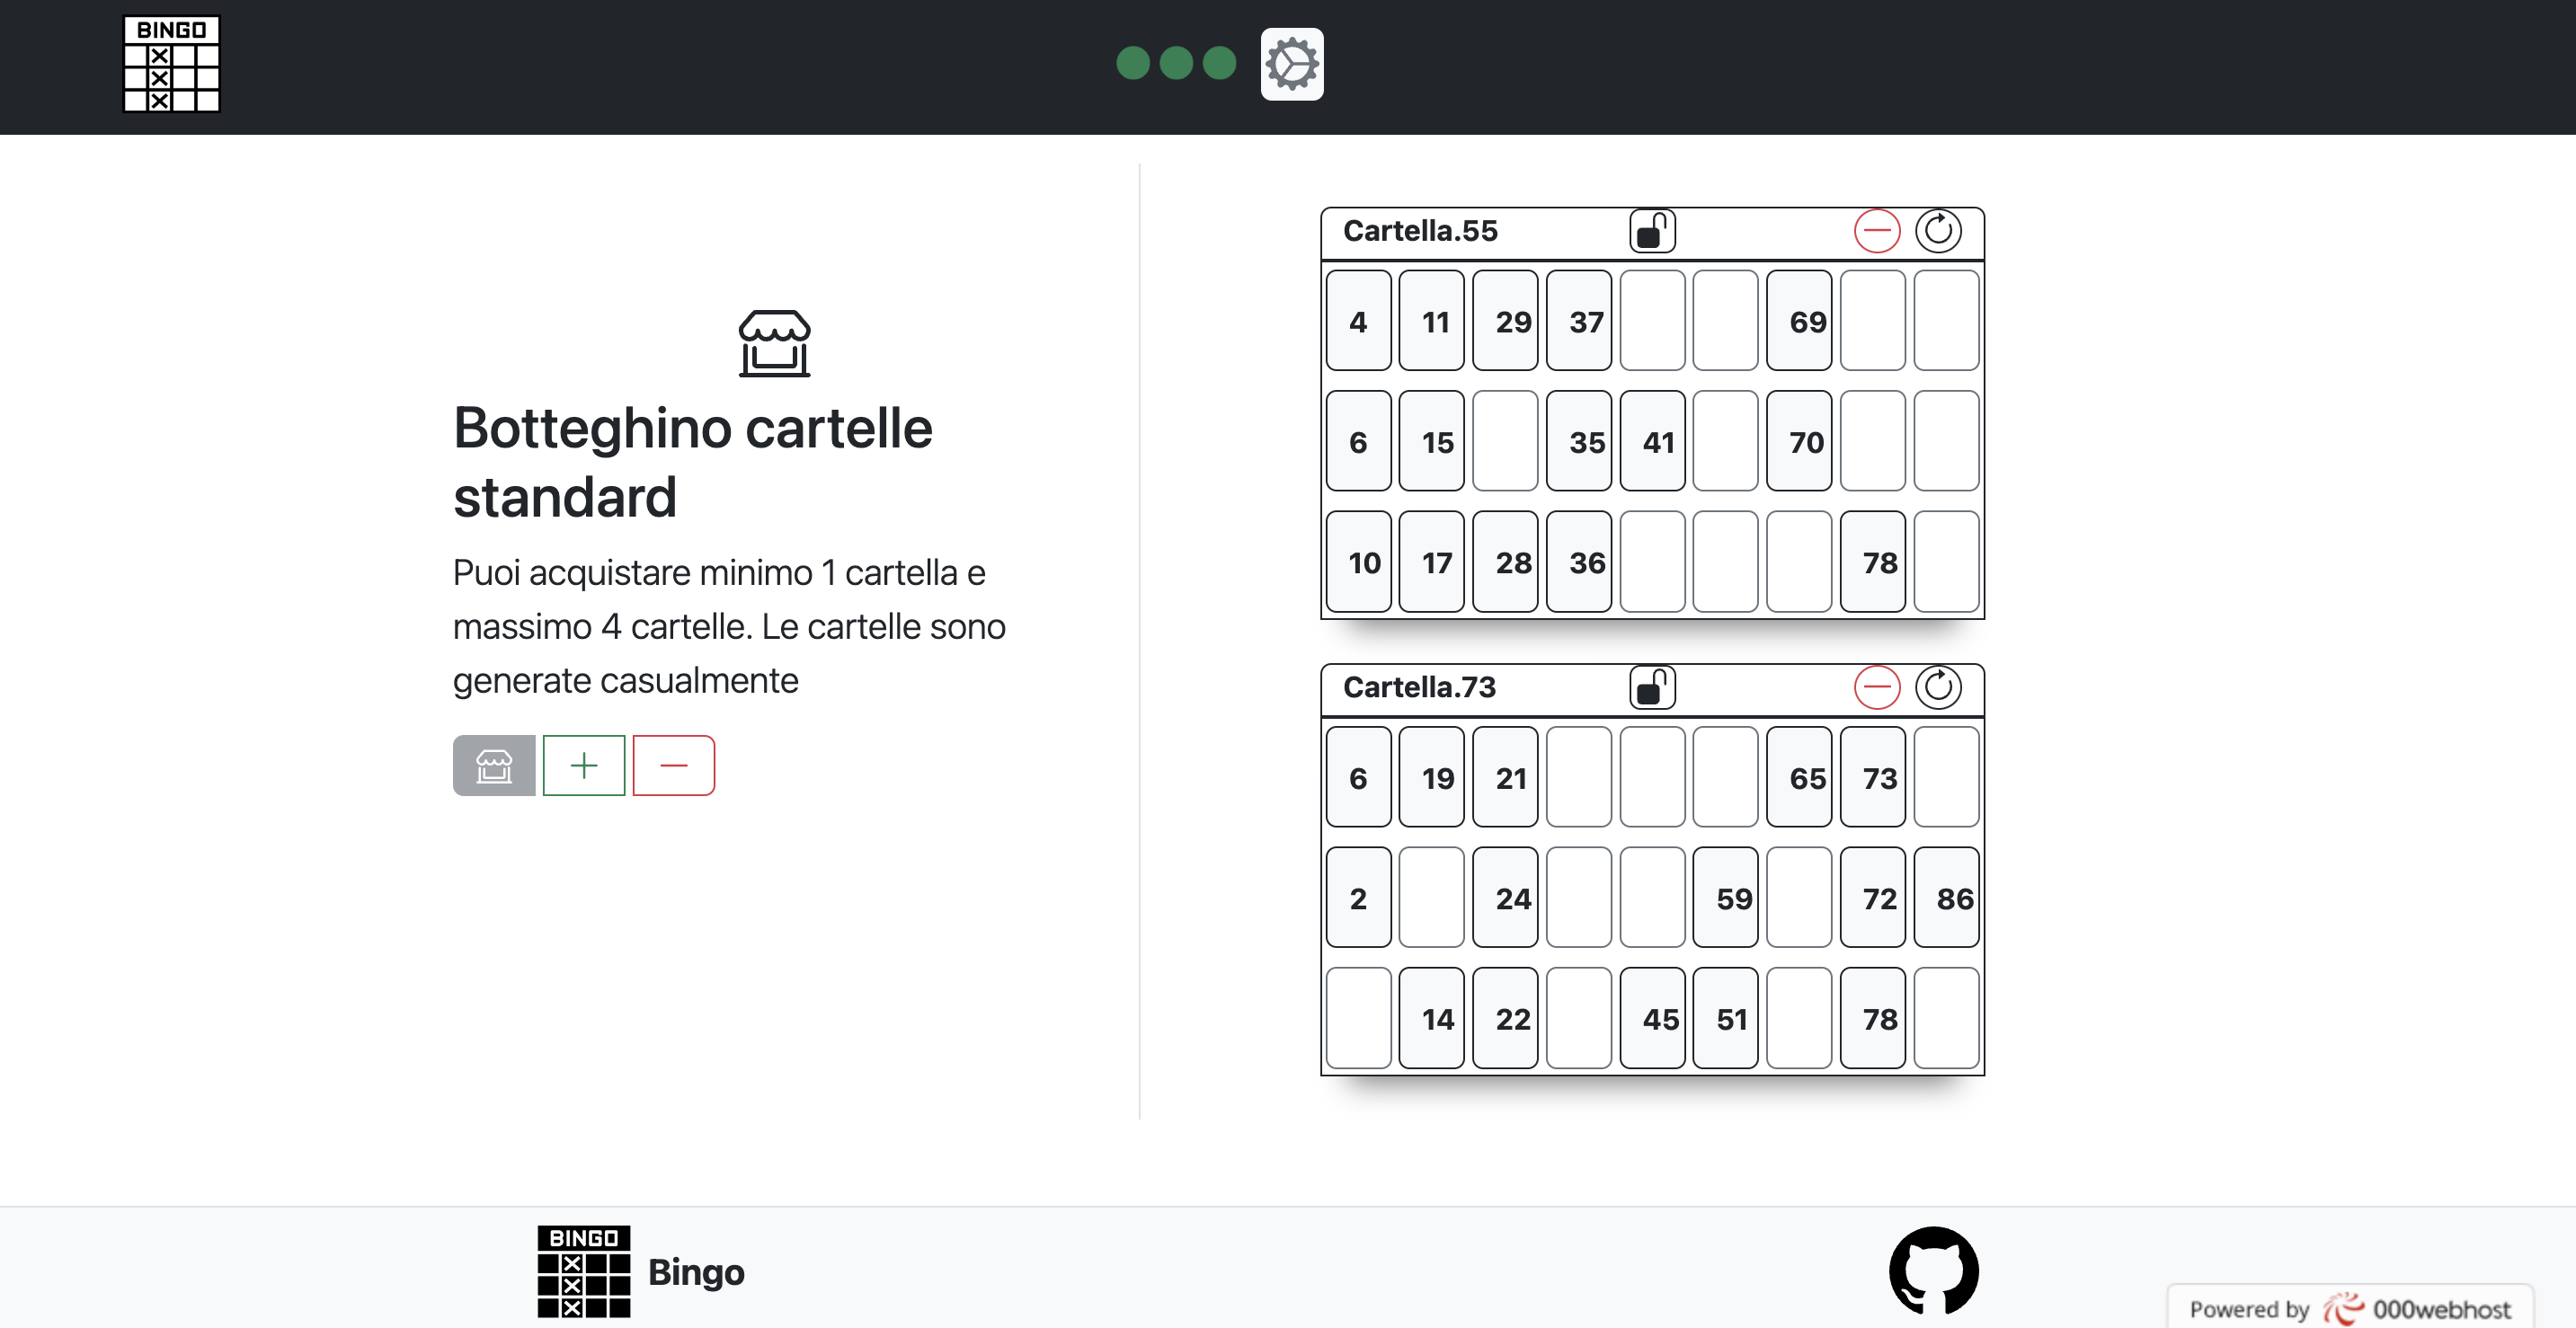 BINGO
Botteghino cartelle
standard
Puoi acquistare minimo 1 cartella e
massimo 4 cartelle. Le cartelle sono
generate casualmente
Cartella.55
4 11 29 37 69
6 15 35 41 70
10 17 28 36 78
Cartella.73
6 19 21 65 73
2 24 59 72 86
14 22 45 51 78
BINGO
Bingo
Powered by 000webhost